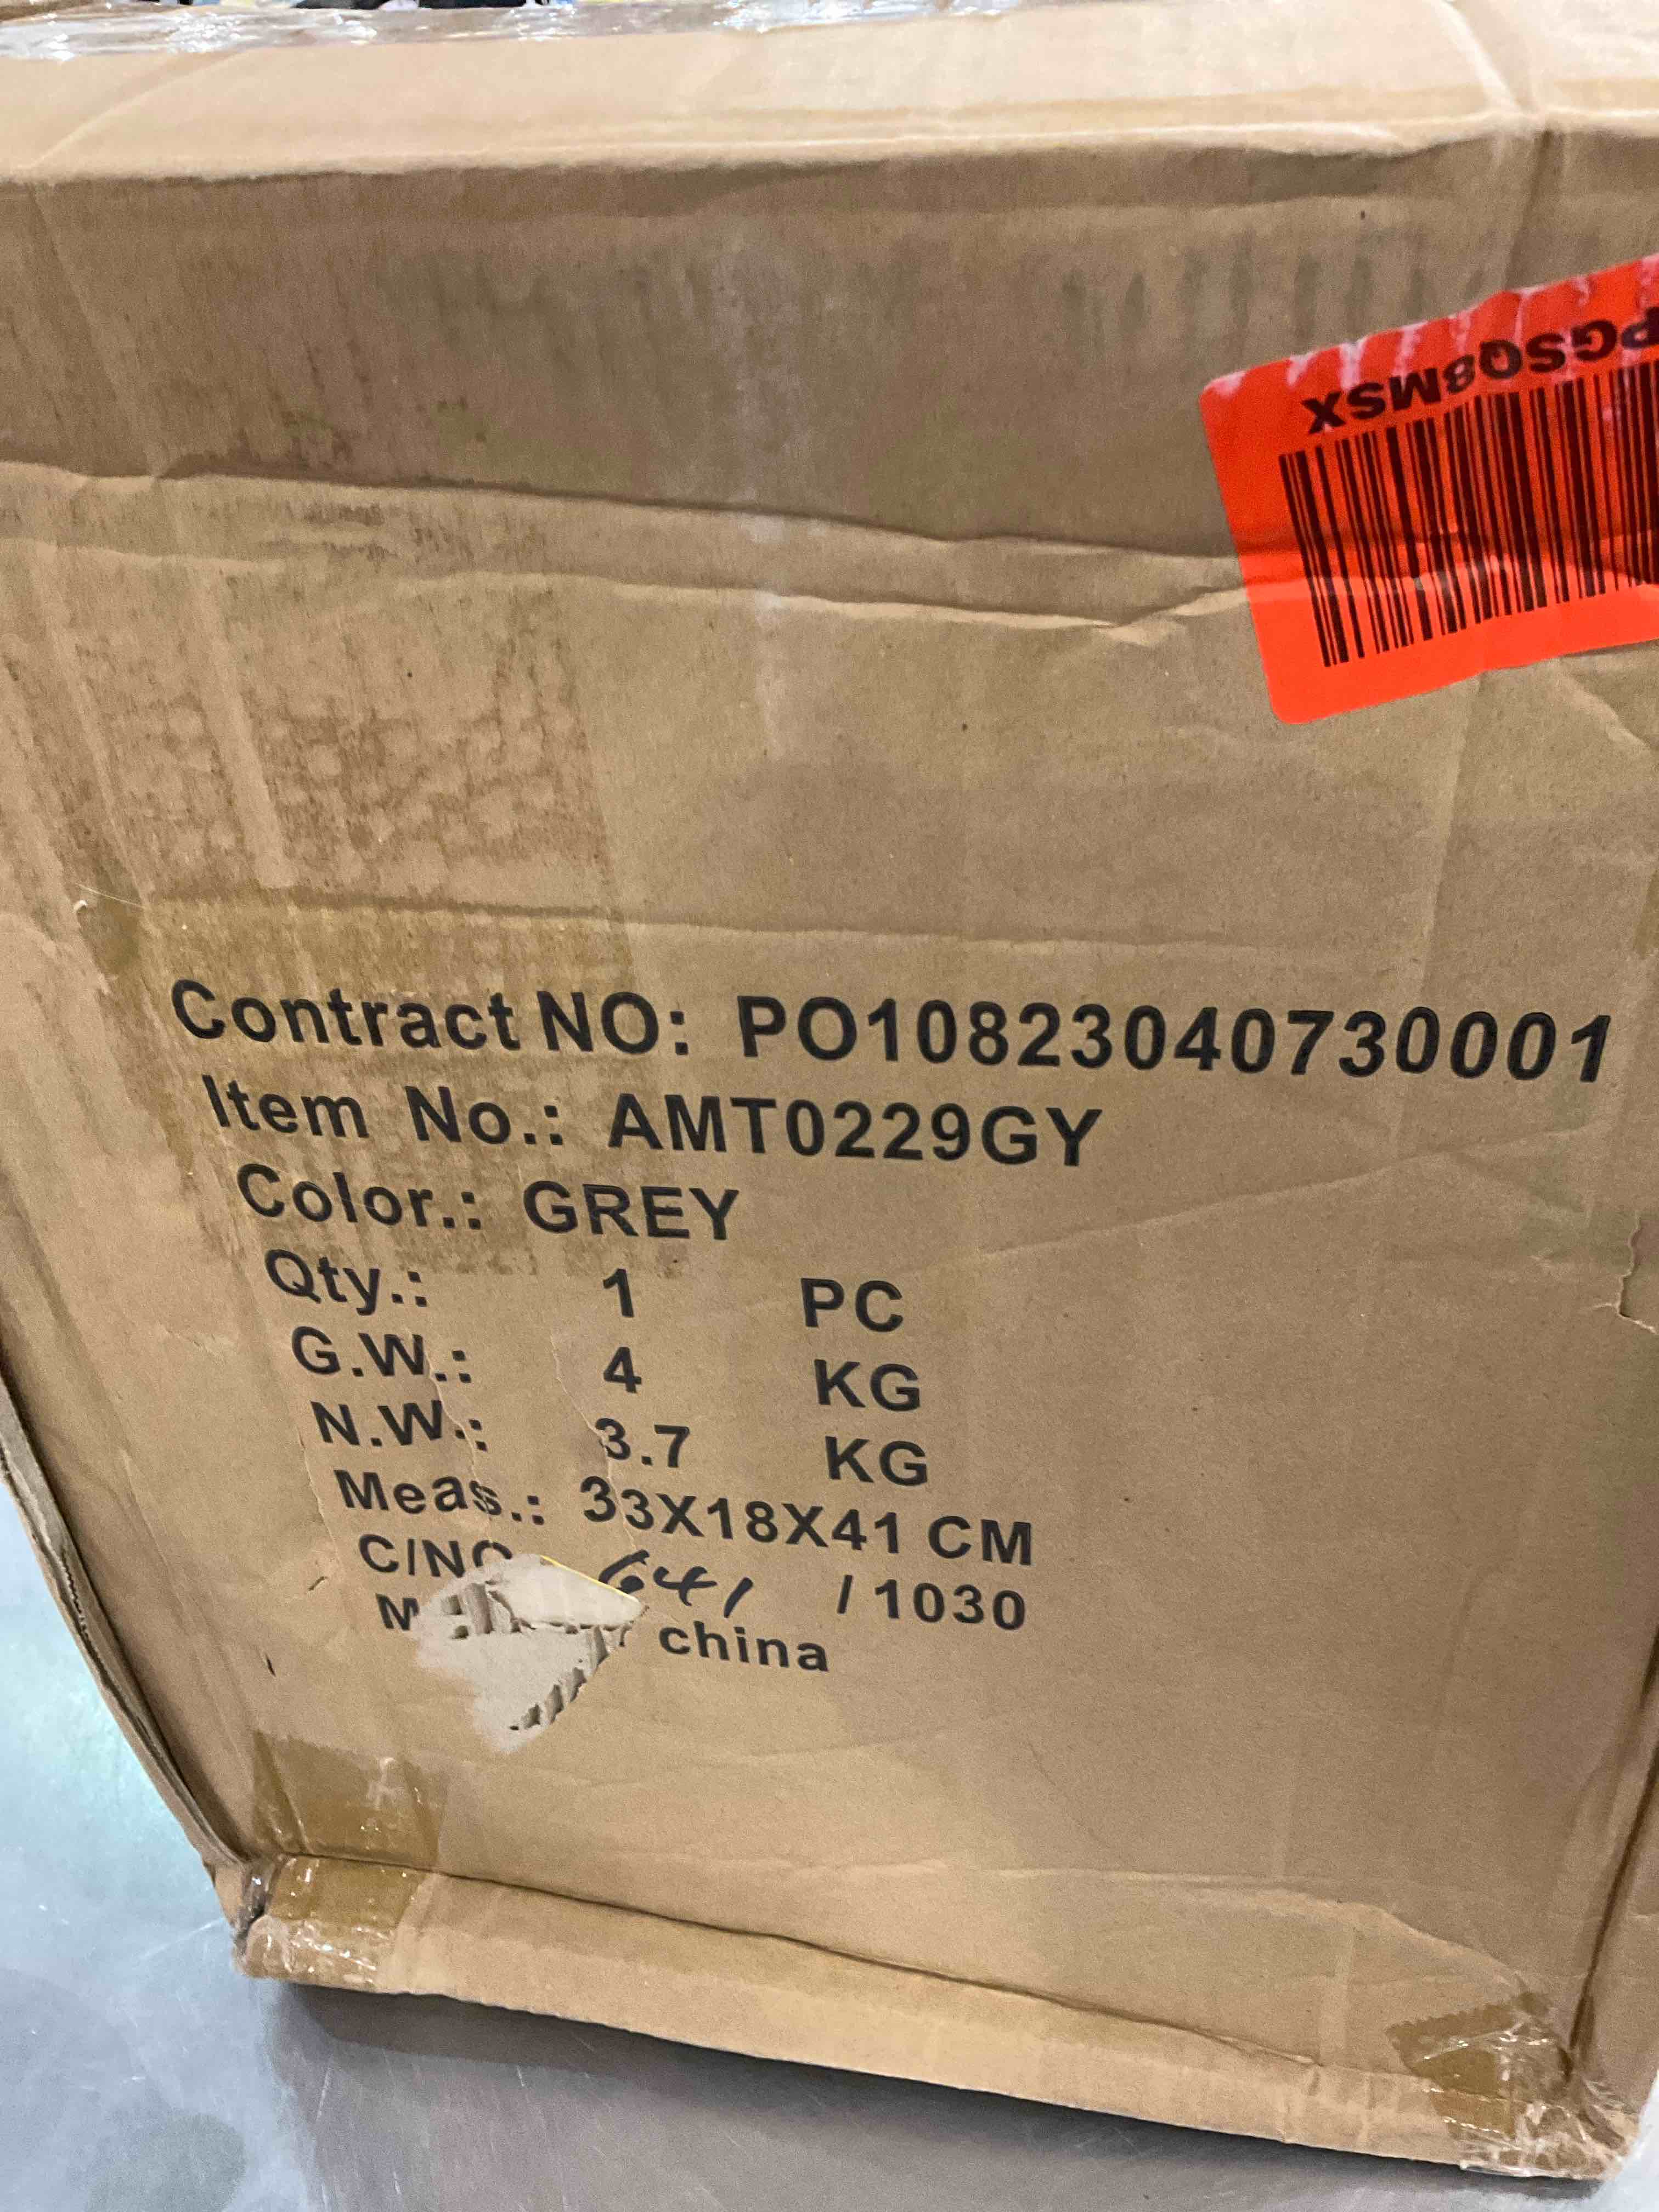 PGSQ8MSX
Contract NO: PO10823040730001
Item No.: AMT0229GY
Color.: GREY
Qty.: 1 PC
G.W.: 4 KG
N.W.: 3.7 KG
Meas.: 33X18X41 CM
C/NO 641 / 1030
china